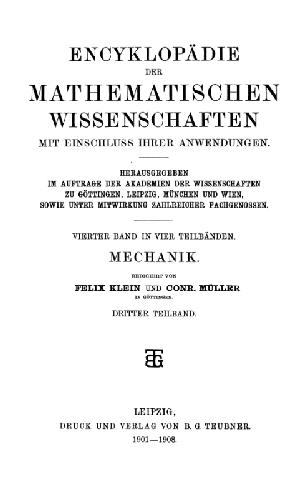 ENCYKLOPÄDIE
DER
MATHEMATISCHEN
WISSENSCHAFTEN
MIT EINSCHLUSS IHRER ANWENDUNGEN.
HERAUSGEGEBEN
IM AUFTRAGE DER AKADEMIEN DER WISSENSCHAFTEN
ZU GÖTTINGEN, LEIPZIG, MÜNCHEN UND WIEN,
SOWIE UNTER MITWIRKUNG ZAHLREICHER FACHGENOSSEN.
VIERTER BAND IN VIER TEILBÄNDEN.
MECHANIK.
REDIGIERT VON
FELIX KLEIN UND CONR. MÜLLER
IN GÖTTINGEN.
DRITTER TEILBAND.
BGT
LEIPZIG,
DRUCK UND VERLAG VON B. G. TEUBNER.
1901—1908.